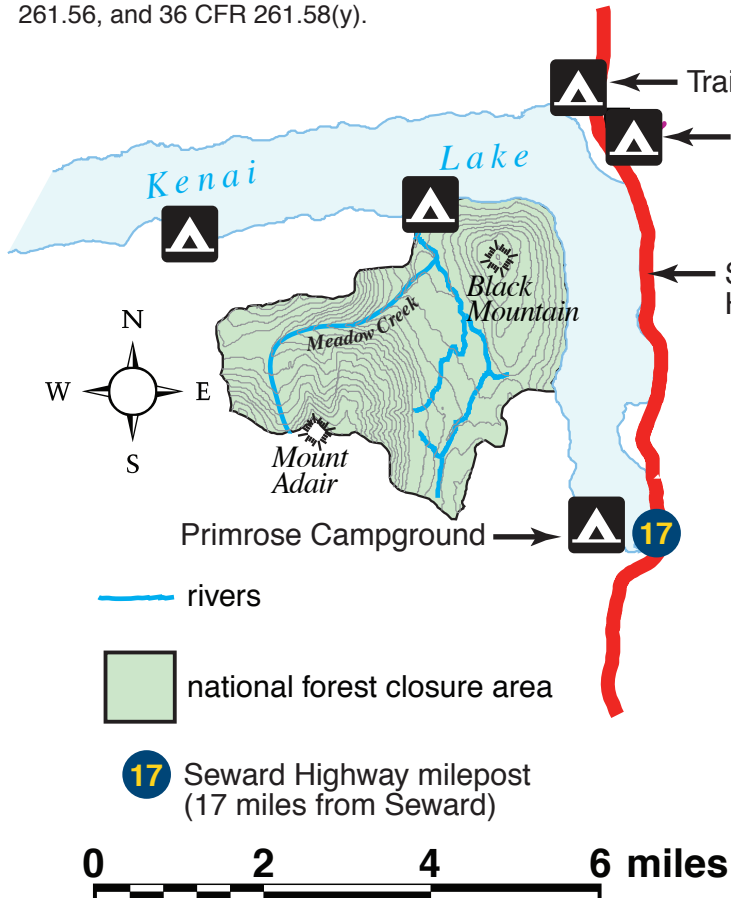 261.56, and 36 CFR 261.58(y).
Trai
Kenai Lake
Black
Mountain
Meadow Creek
N
W E
S
Mount
Adair
Primrose Campground
17
rivers
national forest closure area
17 Seward Highway milepost
(17 miles from Seward)
0 2 4 6 miles